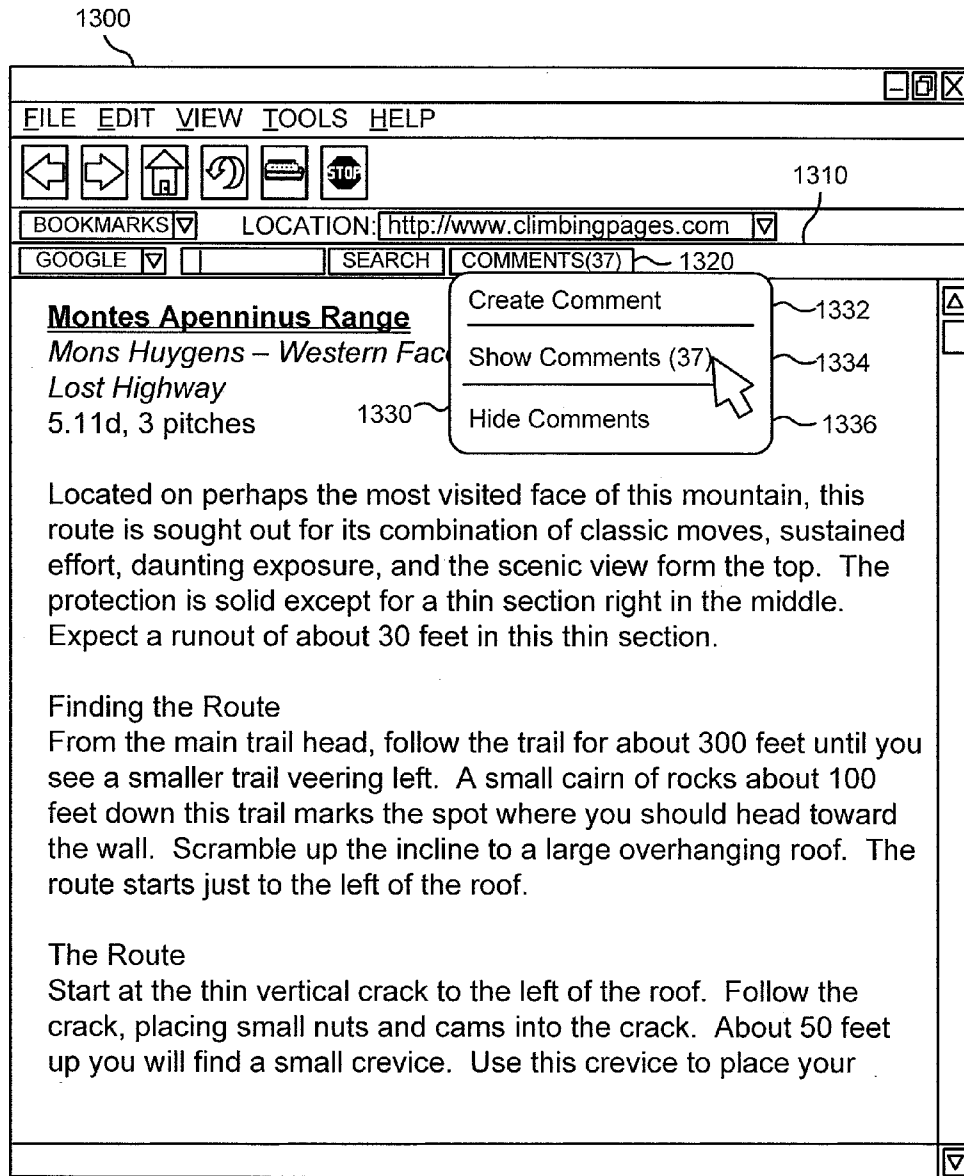 1300
FILE EDIT VIEW TOOLS HELP
STOP
1310
BOOKMARKS LOCATION: http://www.climbingpages.com
GOOGLE SEARCH COMMENTS(37) 1320
Create Comment 1332
Montes Apenninus Range
Mons Huygens – Western Fac
Show Comments (37) 1334
Lost Highway
5.11d, 3 pitches
1330 Hide Comments 1336
Located on perhaps the most visited face of this mountain, this
route is sought out for its combination of classic moves, sustained
effort, daunting exposure, and the scenic view form the top. The
protection is solid except for a thin section right in the middle.
Expect a runout of about 30 feet in this thin section.
Finding the Route
From the main trail head, follow the trail for about 300 feet until you
see a smaller trail veering left. A small cairn of rocks about 100
feet down this trail marks the spot where you should head toward
the wall. Scramble up the incline to a large overhanging roof. The
route starts just to the left of the roof.
The Route
Start at the thin vertical crack to the left of the roof. Follow the
crack, placing small nuts and cams into the crack. About 50 feet
up you will find a small crevice. Use this crevice to place your